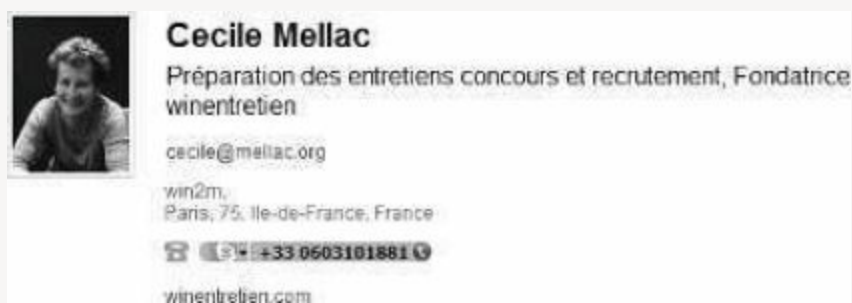 Cecile Mellac
Préparation des entretiens concours et recrutement, Fondatrice
winentretien
cecile@mellac.org
win2m,
Paris, 75, Ile-de-France, France
+33 0603101881
winentretien.com